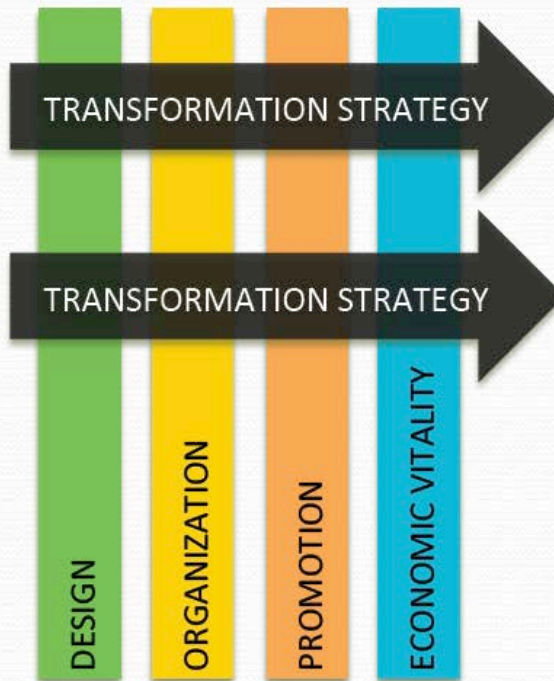 TRANSFORMATION STRATEGY
TRANSFORMATION STRATEGY
DESIGN
ORGANIZATION
PROMOTION
ECONOMIC VITALITY